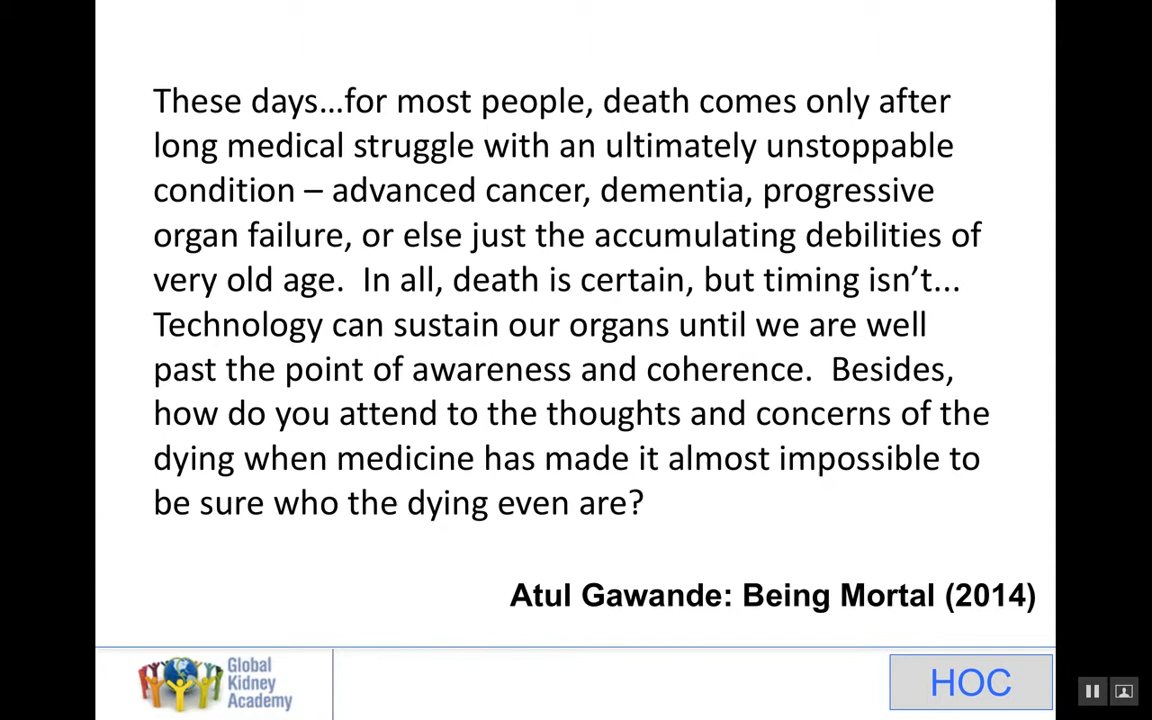 These days…for most people, death comes only after
long medical struggle with an ultimately unstoppable
condition – advanced cancer, dementia, progressive
organ failure, or else just the accumulating debilities of
very old age.  In all, death is certain, but timing isn’t...
Technology can sustain our organs until we are well
past the point of awareness and coherence.  Besides,
how do you attend to the thoughts and concerns of the
dying when medicine has made it almost impossible to
be sure who the dying even are?
Atul Gawande: Being Mortal (2014)
Global
Kidney
Academy
HOC